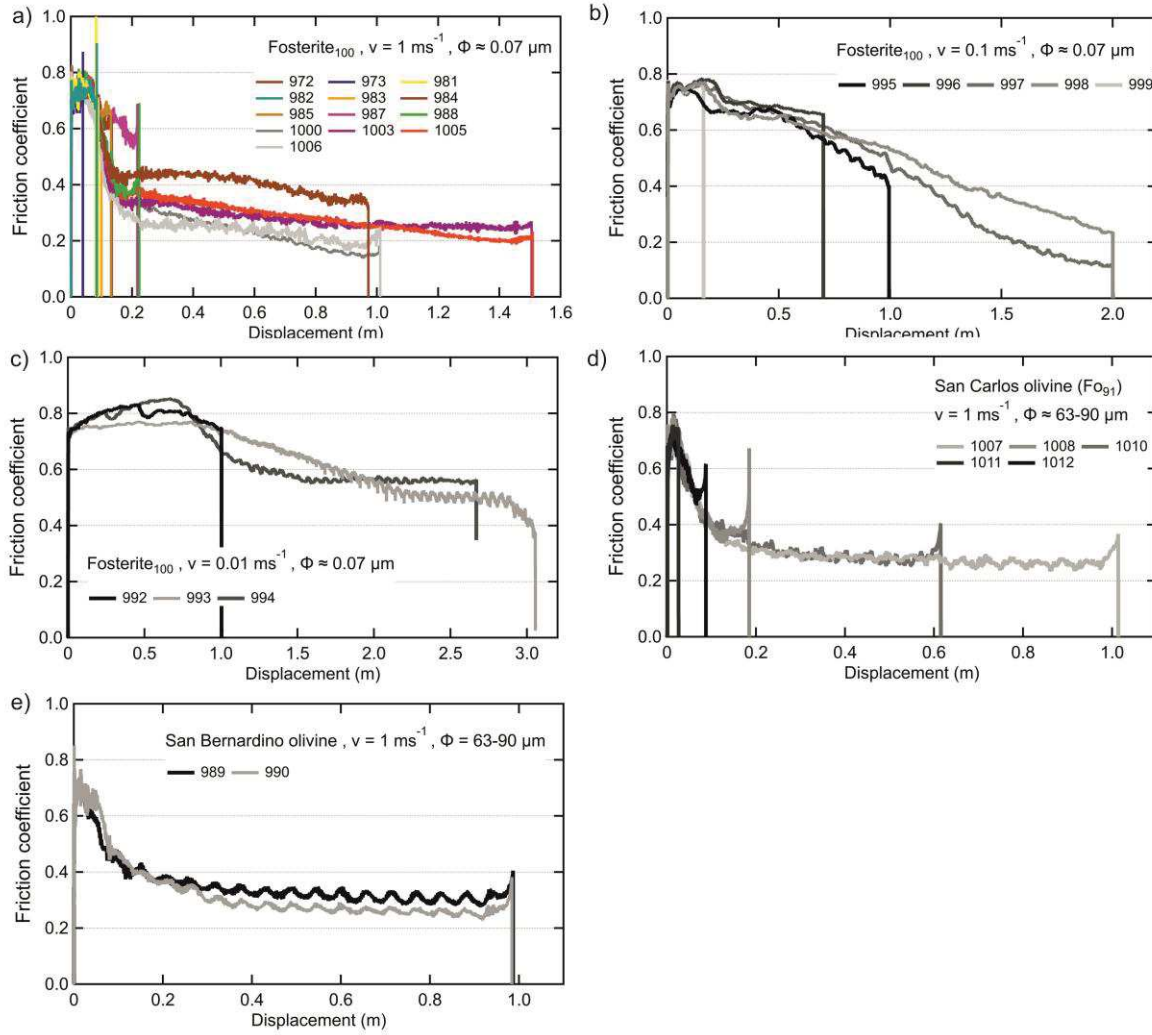 a)
Fosterite100 , v = 1 ms-1 , Φ ≈ 0.07 µm
972 973 981
982 983 984
985 987 988
1000 1003 1005
1006
Friction coefficient
1.0
0.8
0.6
0.4
0.2
0.0
0 0.2 0.4 0.6 0.8 1.0 1.2 1.4 1.6
Displacement (m)
b)
Fosterite100 , v = 0.1 ms-1 , Φ ≈ 0.07 µm
995 996 997 998 999
Friction coefficient
1.0
0.8
0.6
0.4
0.2
0.0
0 0.5 1.0 1.5 2.0
Displacement (m)
c)
Friction coefficient
1.0
0.8
0.6
0.4
0.2
0.0
Fosterite100 , v = 0.01 ms-1 , Φ ≈ 0.07 µm
992 993 994
0 0.5 1.0 1.5 2.0 2.5 3.0
Displacement (m)
d)
San Carlos olivine (Fo91)
v = 1 ms-1 , Φ ≈ 63-90 µm
1007 1008 1010
1011 1012
Friction coefficient
1.0
0.8
0.6
0.4
0.2
0.0
0 0.2 0.4 0.6 0.8 1.0
Displacement (m)
e)
San Bernardino olivine , v = 1 ms-1 , Φ = 63-90 µm
989 990
Friction coefficient
1.0
0.8
0.6
0.4
0.2
0.0
0 0.2 0.4 0.6 0.8 1.0
Displacement (m)